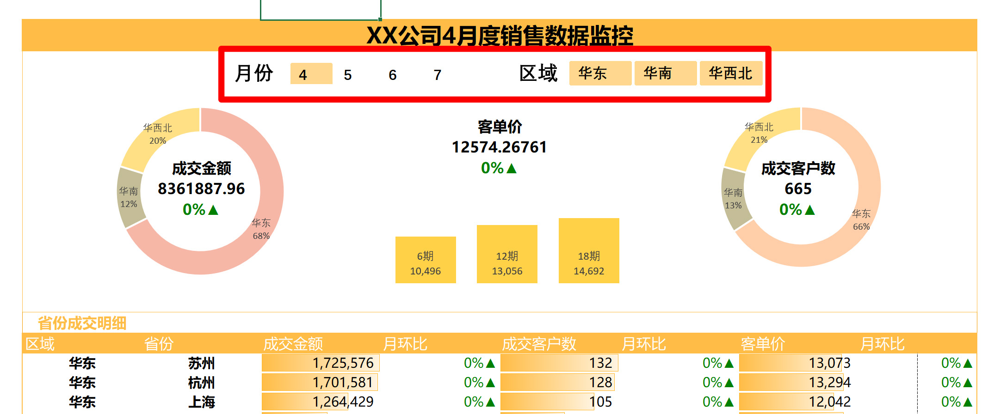 XX公司4月度销售数据监控
月份 4 5 6 7 区域 华东 华南 华西北
华西北
20%
华南
12%
华东
68%
成交金额
8361887.96
0%▲
客单价
12574.26761
0%▲
6期
10,496
12期
13,056
18期
14,692
华西北
21%
华南
13%
华东
66%
成交客户数
665
0%▲
省份成交明细
区域 省份 成交金额 月环比 成交客户数 月环比 客单价 月环比
华东 苏州 1,725,576 0%▲ 132 0%▲ 13,073 0%▲
华东 杭州 1,701,581 0%▲ 128 0%▲ 13,294 0%▲
华东 上海 1,264,429 0%▲ 105 0%▲ 12,042 0%▲